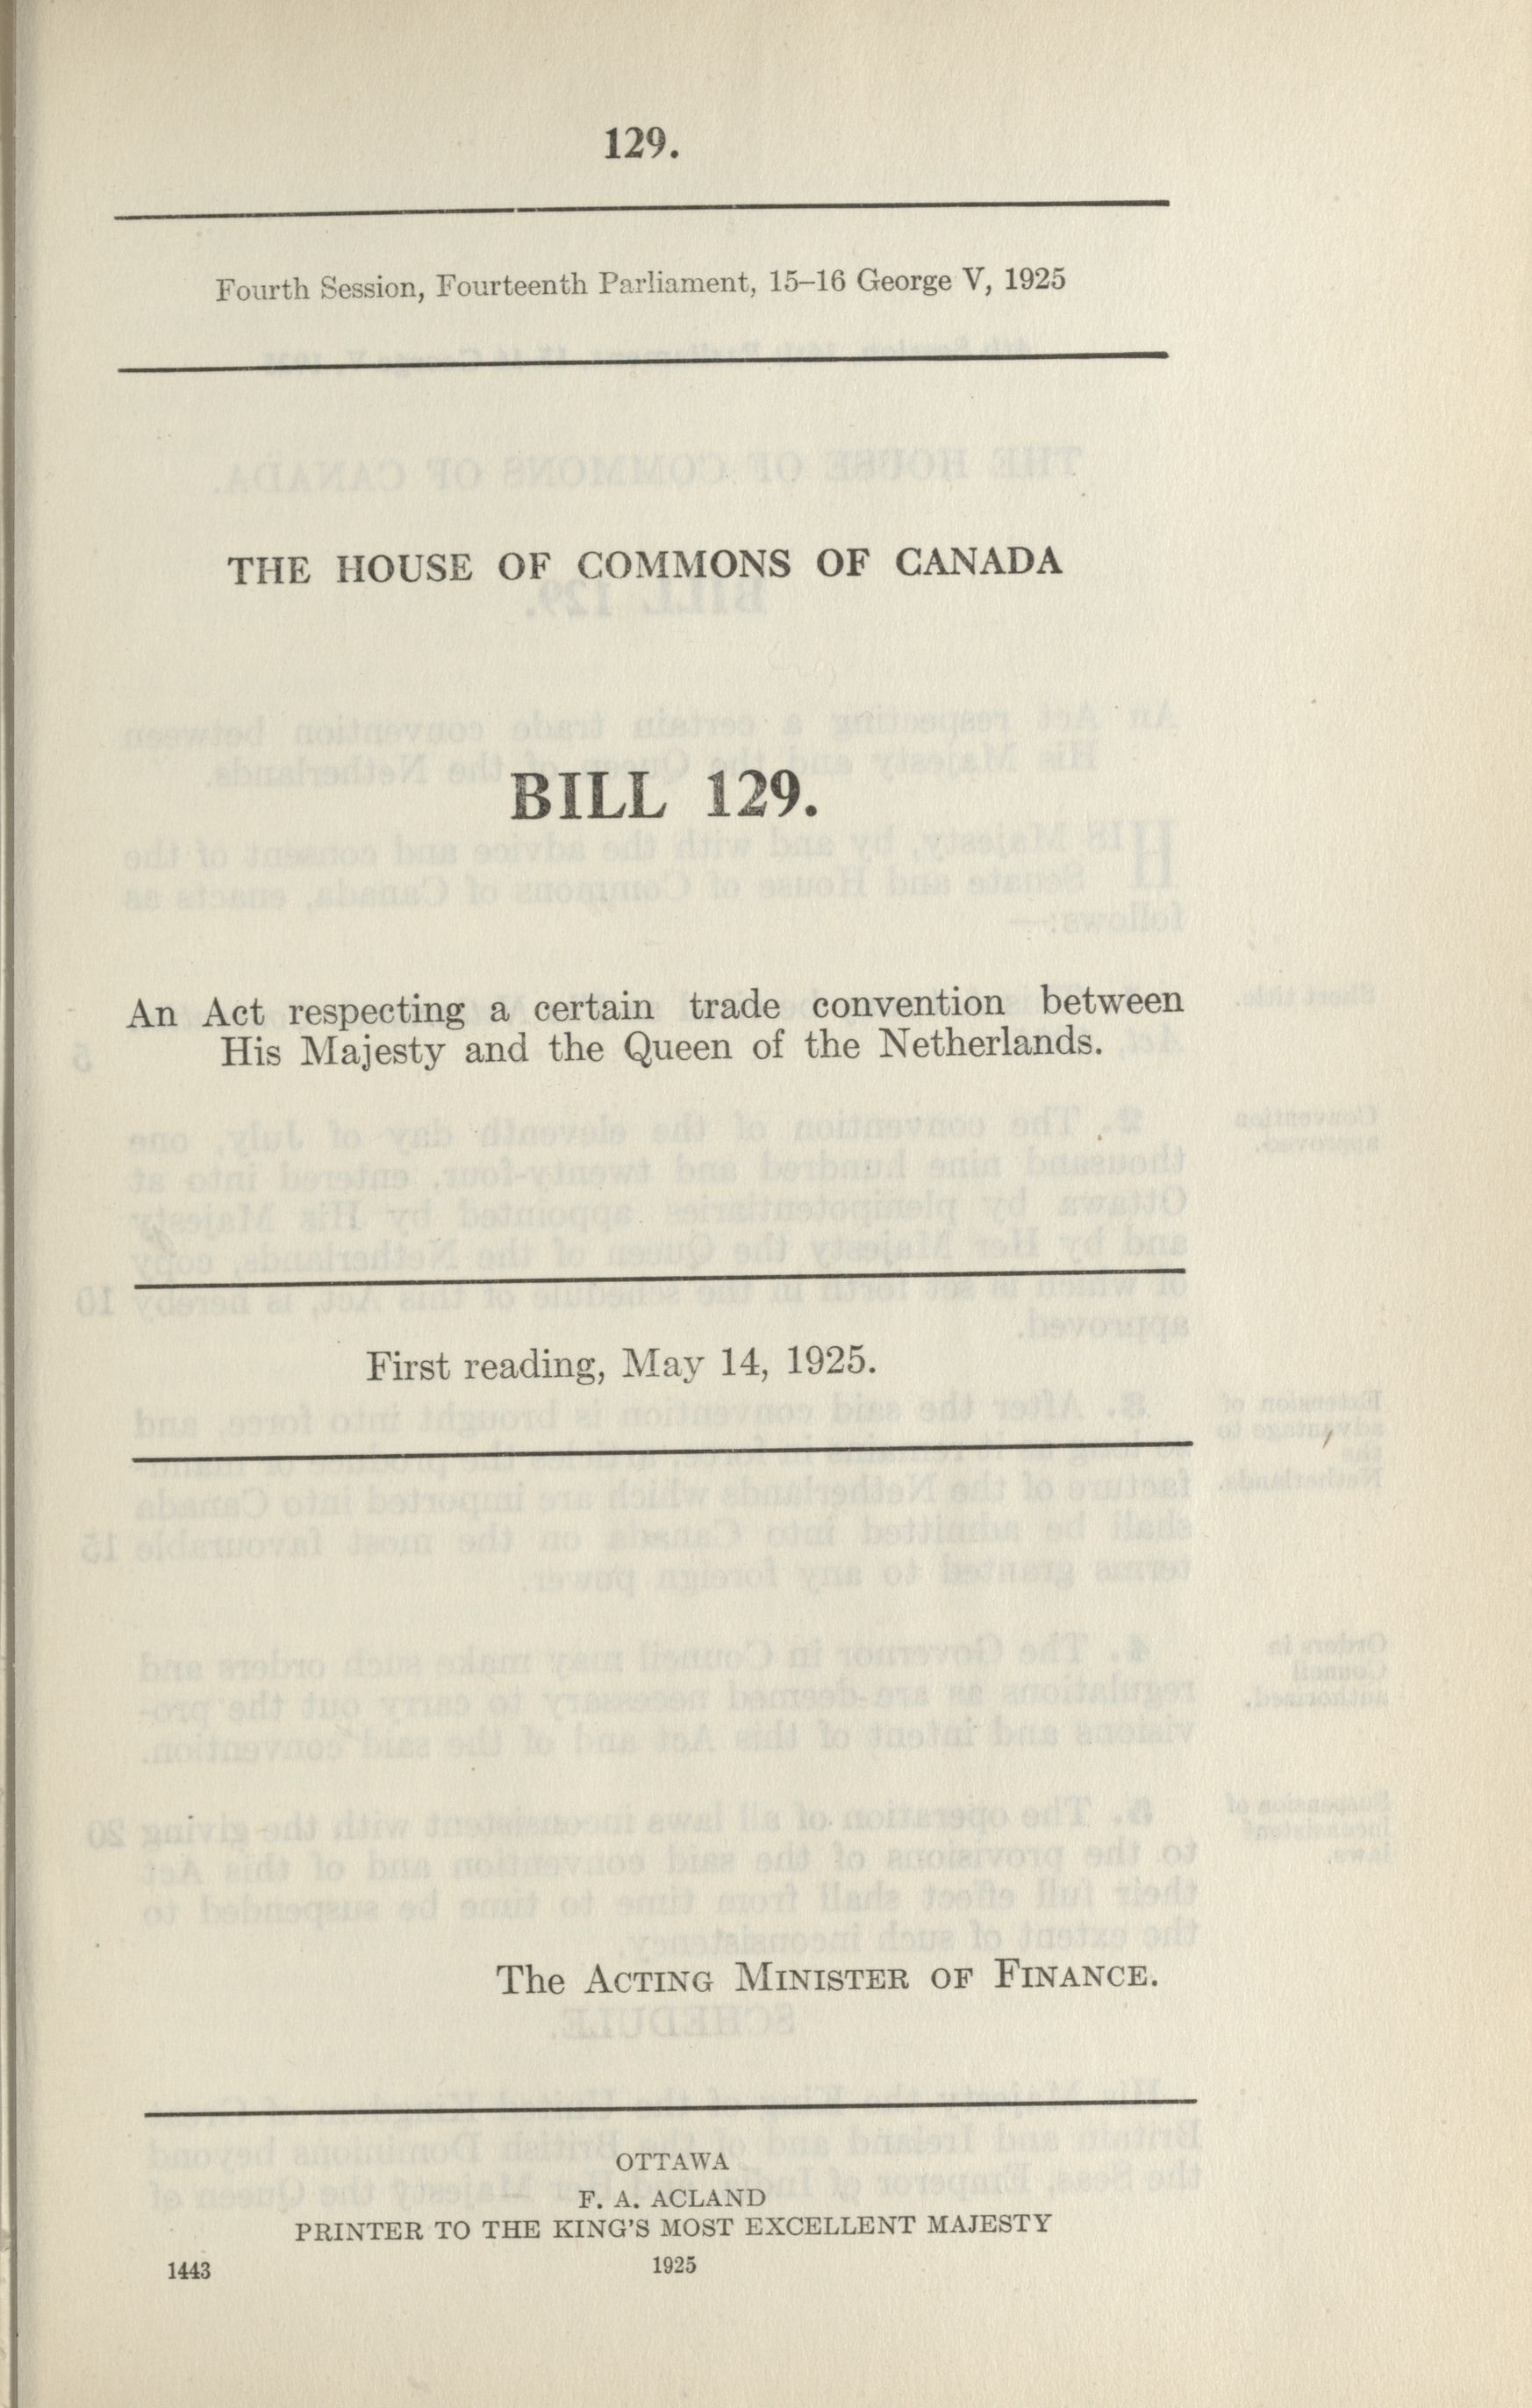 129.
Fourth Session, Fourteenth Parliament, 15–16 George V, 1925
THE HOUSE OF COMMONS OF CANADA
BILL 129.
An Act respecting a certain trade convention between
His Majesty and the Queen of the Netherlands.
First reading, May 14, 1925.
The ACTING MINISTER OF FINANCE.
OTTAWA
F. A. ACLAND
PRINTER TO THE KING'S MOST EXCELLENT MAJESTY
1443 1925